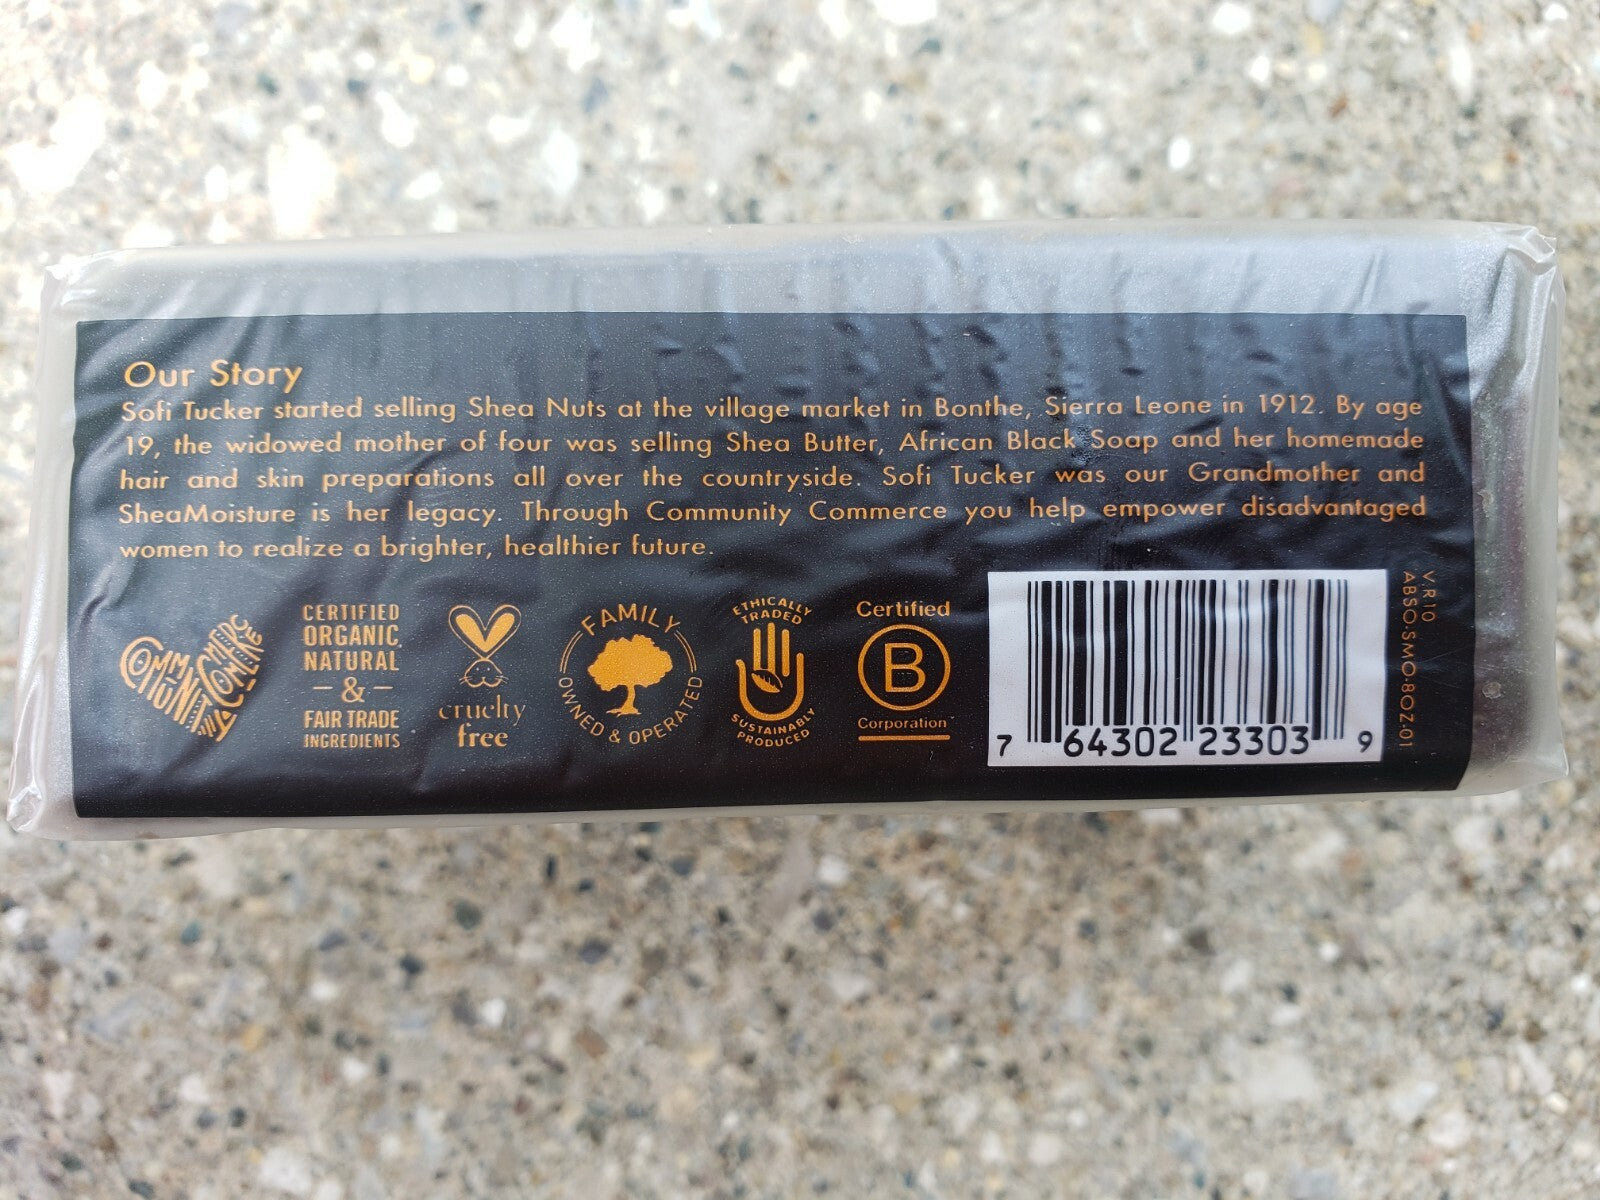 Our Story
Sofi Tucker started selling Shea Nuts at the village market in Bonthe, Sierra Leone in 1912. By age
19, the widowed mother of four was selling Shea Butter, African Black Soap and her homemade
hair and skin preparations all over the countryside. Sofi Tucker was our Grandmother and
SheaMoisture is her legacy. Through Community Commerce you help empower disadvantaged
women to realize a brighter, healthier future.
COMMUNITY
COMMERCE
CERTIFIED
ORGANIC,
NATURAL
&
FAIR TRADE
INGREDIENTS
cruelty
free
FAMILY
OWNED & OPERATED
ETHICALLY
TRADED
SUSTAINABLY
PRODUCED
Certified
B
Corporation
7 64302 23303 9
V.R10
ABSO-SMO-8OZ-01